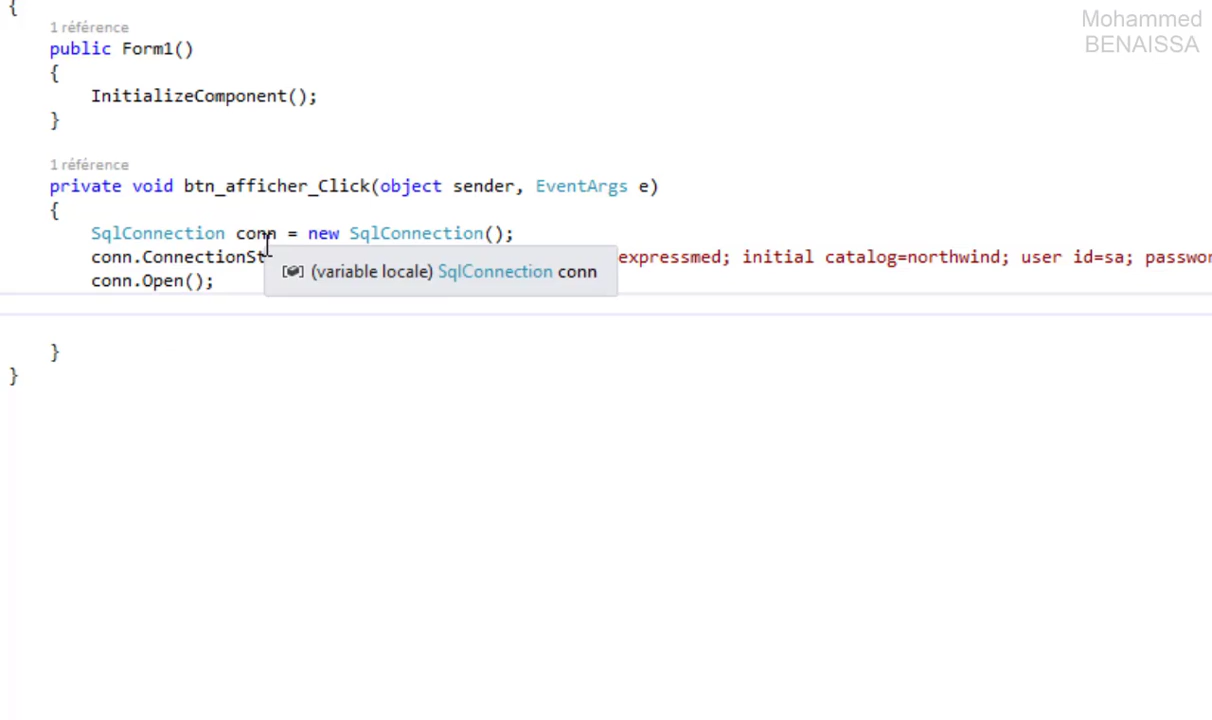 Mohammed
BENAISSA
{
1 référence
public Form1()
{
InitializeComponent();
}
1 référence
private void btn_afficher_Click(object sender, EventArgs e)
{
SqlConnection conn = new SqlConnection();
conn.ConnectionSt expressmed; initial catalog=northwind; user id=sa; passwor
(variable locale) SqlConnection conn
conn.Open();
}
}